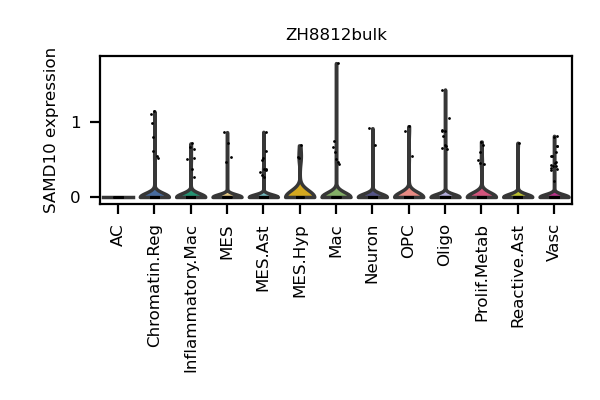 ZH8812bulk
SAMD10 expression
1
0
AC
Chromatin.Reg
Inflammatory.Mac
MES
MES.Ast
MES.Hyp
Mac
Neuron
OPC
Oligo
Prolif.Metab
Reactive.Ast
Vasc